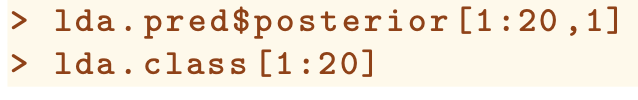 > lda.pred$posterior[1:20,1]
> lda.class[1:20]